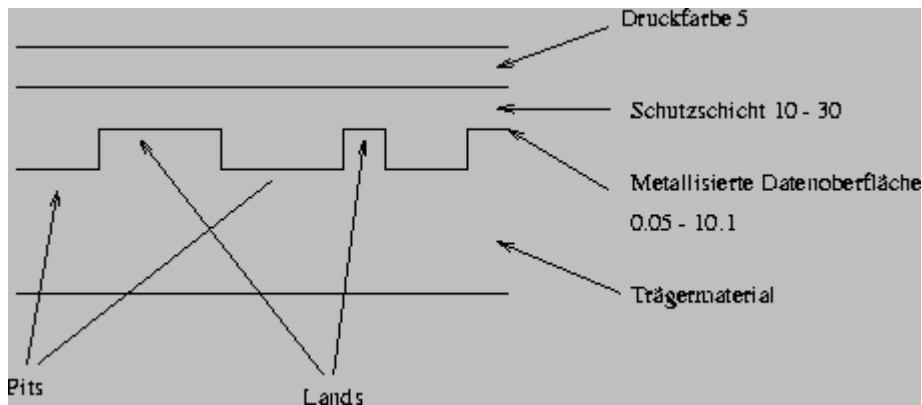 Druckfarbe 5
Schutzschicht 10 - 30
Metallisierte Datenoberfläche
0.05 - 10.1
Trägermaterial
Pits
Lands